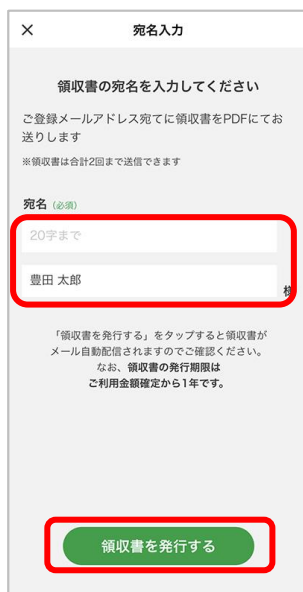 × 宛名入力
領収書の宛名を入力してください
ご登録メールアドレス宛てに領収書をPDFにてお
送りします
※領収書は合計2回まで送信できます
宛名 (必須)
20字まで
豊田 太郎
様
「領収書を発行する」をタップすると領収書が
メール自動配信されますのでご確認ください。
なお、領収書の発行期限は
ご利用金額確定から1年です。
領収書を発行する